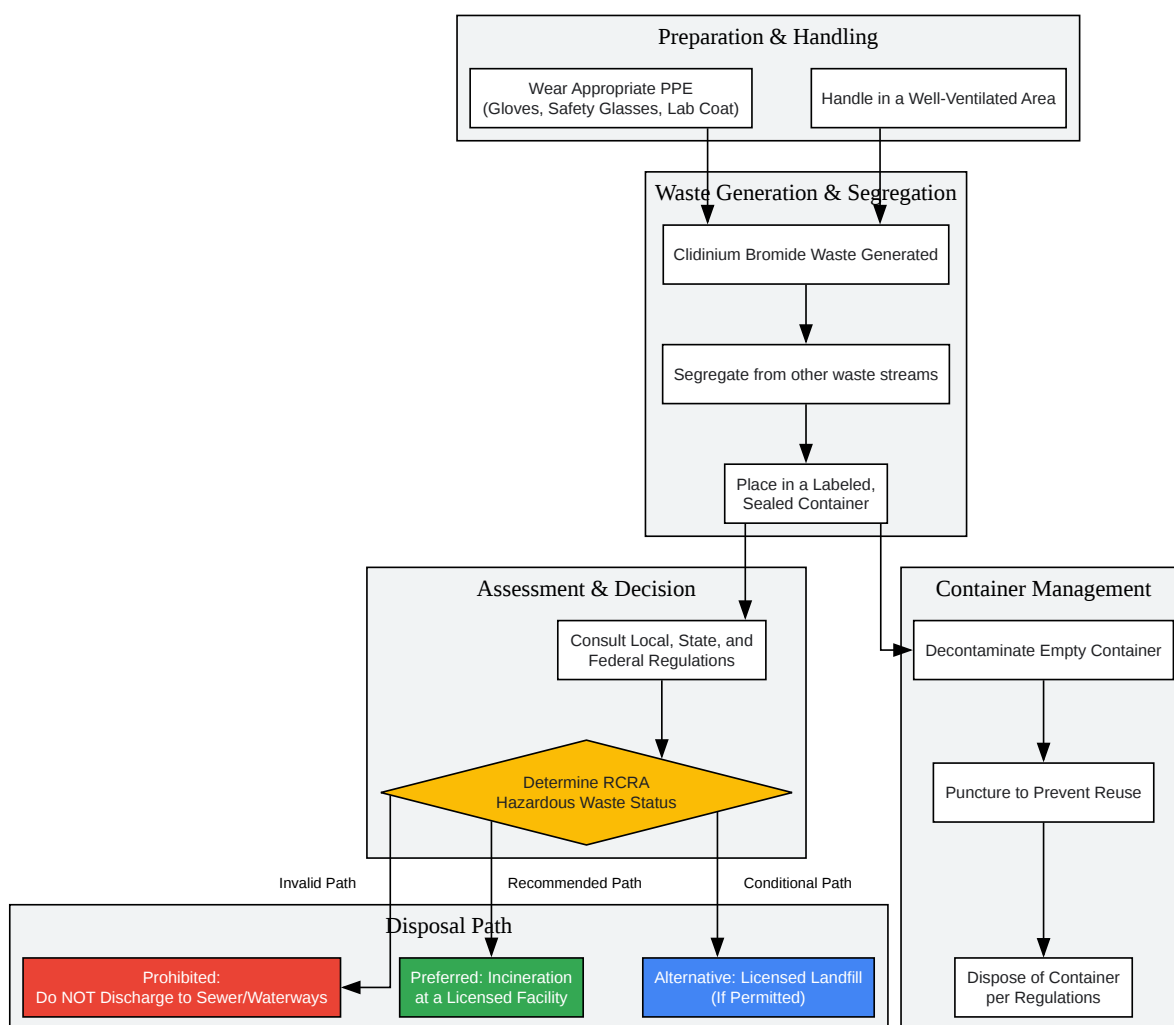 Preparation & Handling
Wear Appropriate PPE
(Gloves, Safety Glasses, Lab Coat)
Handle in a Well-Ventilated Area
Waste Generation & Segregation
Clidinium Bromide Waste Generated
Segregate from other waste streams
Place in a Labeled,
Sealed Container
Assessment & Decision
Consult Local, State, and
Federal Regulations
Determine RCRA
Hazardous Waste Status
Container Management
Decontaminate Empty Container
Puncture to Prevent Reuse
Dispose of Container
per Regulations
Invalid Path
Recommended Path
Conditional Path
Disposal Path
Prohibited:
Do NOT Discharge to Sewer/Waterways
Preferred: Incineration
at a Licensed Facility
Alternative: Licensed Landfill
(If Permitted)